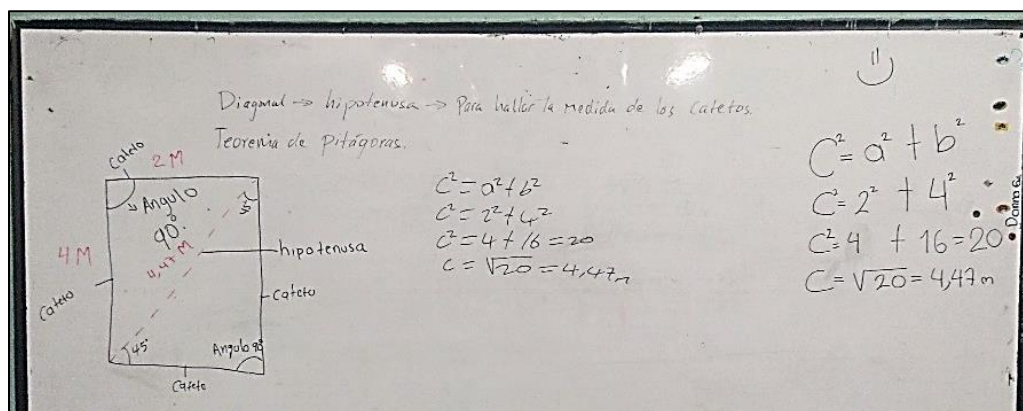 Diagonal → hipotenusa → Para hallar la medida de los catetos.
Teorema de Pitágoras.
Cateto
2 M
Angulo
90°
4 M
4,47 M
hipotenusa
Cateto
Cateto
45°
Angulo 90°
Cateto
C² = a² + b²
C² = 2² + 4²
C² = 4 + 16 = 20
C = √20 = 4,47m
C² = a² + b²
C² = 2² + 4²
C² = 4 + 16 = 20
C = √20 = 4,47 m